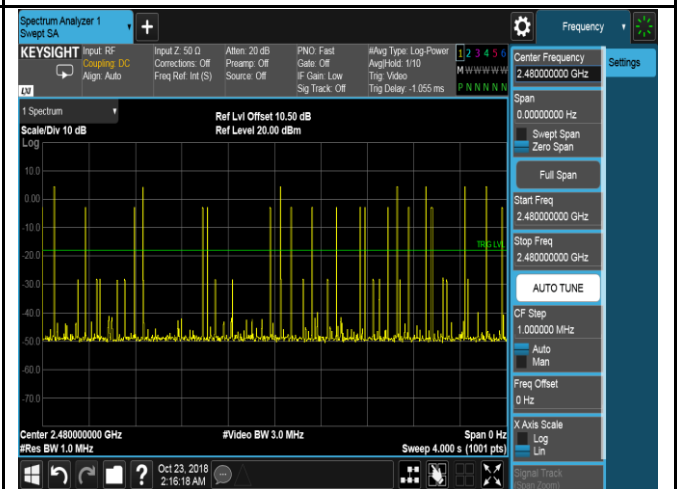 Spectrum Analyzer 1
Swept SA
Frequency
KEYSIGHT
Input: RF
Coupling: DC
Align: Auto
Input Z: 50 Ω
Corrections: Off
Freq Ref: Int (S)
Atten: 20 dB
Preamp: Off
Source: Off
PNO: Fast
Gate: Off
IF Gain: Low
Sig Track: Off
#Avg Type: Log-Power
Avg|Hold: 1/10
Trig: Video
Trig Delay: -1.055 ms
1 2 3 4 5 6
M W W W W W
P N N N N N
LXI
1 Spectrum
Scale/Div 10 dB
Log
Ref Lvl Offset 10.50 dB
Ref Level 20.00 dBm
10.0
0.00
-10.0
-20.0
-30.0
-40.0
-50.0
-60.0
-70.0
TRIG LVL
Center 2.480000000 GHz
#Res BW 1.0 MHz
#Video BW 3.0 MHz
Span 0 Hz
Sweep 4.000 s (1001 pts)
Center Frequency
2.480000000 GHz
Settings
Span
0.00000000 Hz
Swept Span
Zero Span
Full Span
Start Freq
2.480000000 GHz
Stop Freq
2.480000000 GHz
AUTO TUNE
CF Step
1.000000 MHz
Auto
Man
Freq Offset
0 Hz
X Axis Scale
Log
Lin
Signal Track
(Span Zoom)
?
Oct 23, 2018
2:16:18 AM